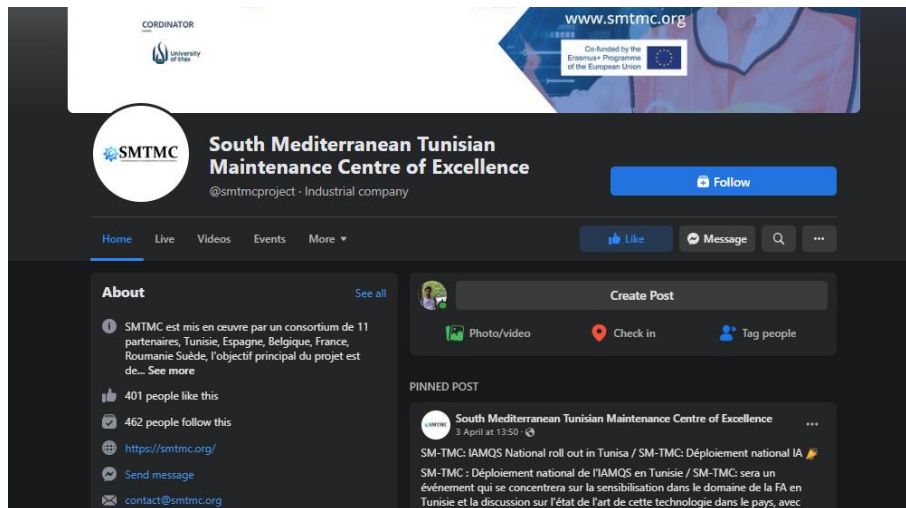 CORDINATOR
University
of Sfax
www.smtmc.org
Co-funded by the
Erasmus+ Programme
of the European Union
SMTMC
South Mediterranean Tunisian
Maintenance Centre of Excellence
@smtmcproject · Industrial company
Follow
Home Live Videos Events More
Like Message
About See all
SMTMC est mis en œuvre par un consortium de 11
partenaires, Tunisie, Espagne, Belgique, France,
Roumanie Suède, l'objectif principal du projet est
de... See more
401 people like this
462 people follow this
https://smtmc.org/
Send message
contact@smtmc.org
Create Post
Photo/video Check in Tag people
PINNED POST
SMTMC
South Mediterranean Tunisian Maintenance Centre of Excellence
3 April at 13:50 ·
SM-TMC: IAMQS National roll out in Tunisa / SM-TMC: Déploiement national IA 🎉
SM-TMC : Déploiement national de l'IAMQS en Tunisie / SM-TMC: sera un
événement qui se concentrera sur la sensibilisation dans le domaine de la FA en
Tunisie et la discussion sur l'état de l'art de cette technologie dans le pays, avec